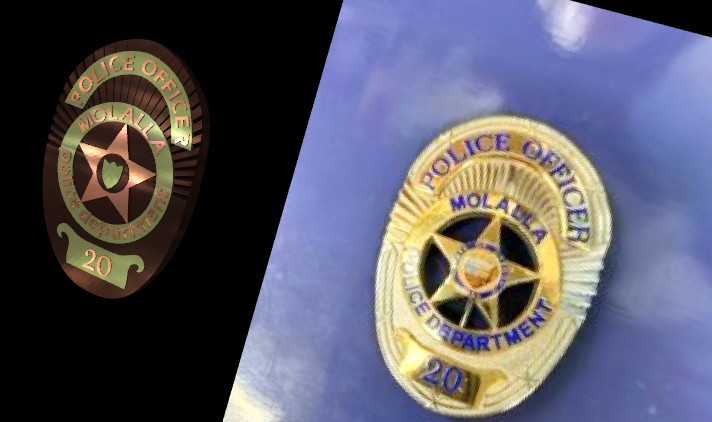 POLICE OFFICER
MOLALLA
police department
20
POLICE OFFICER
MOLALLA
POLICE DEPARTMENT
20